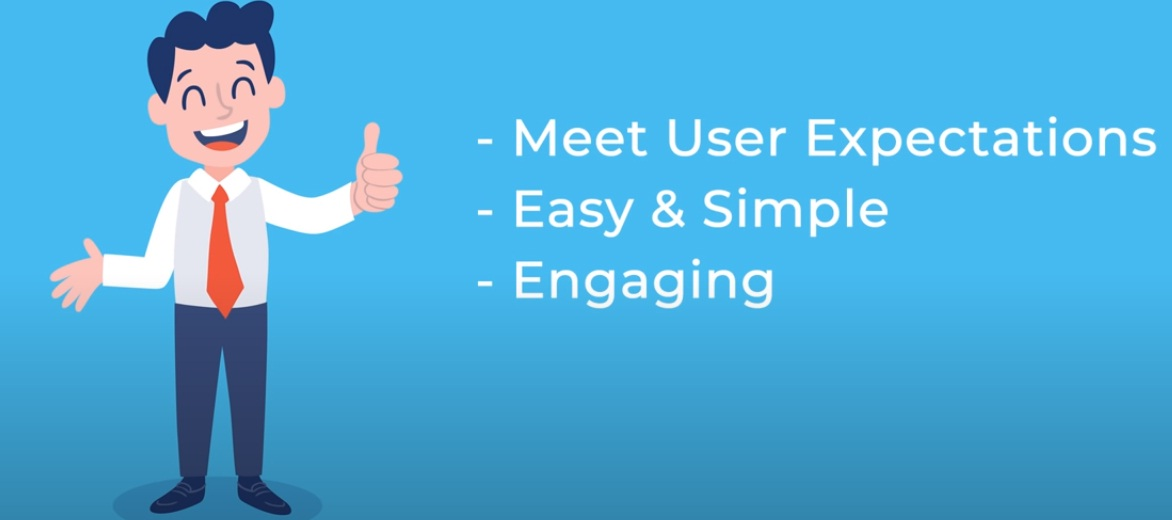 - Meet User Expectations
- Easy & Simple
- Engaging